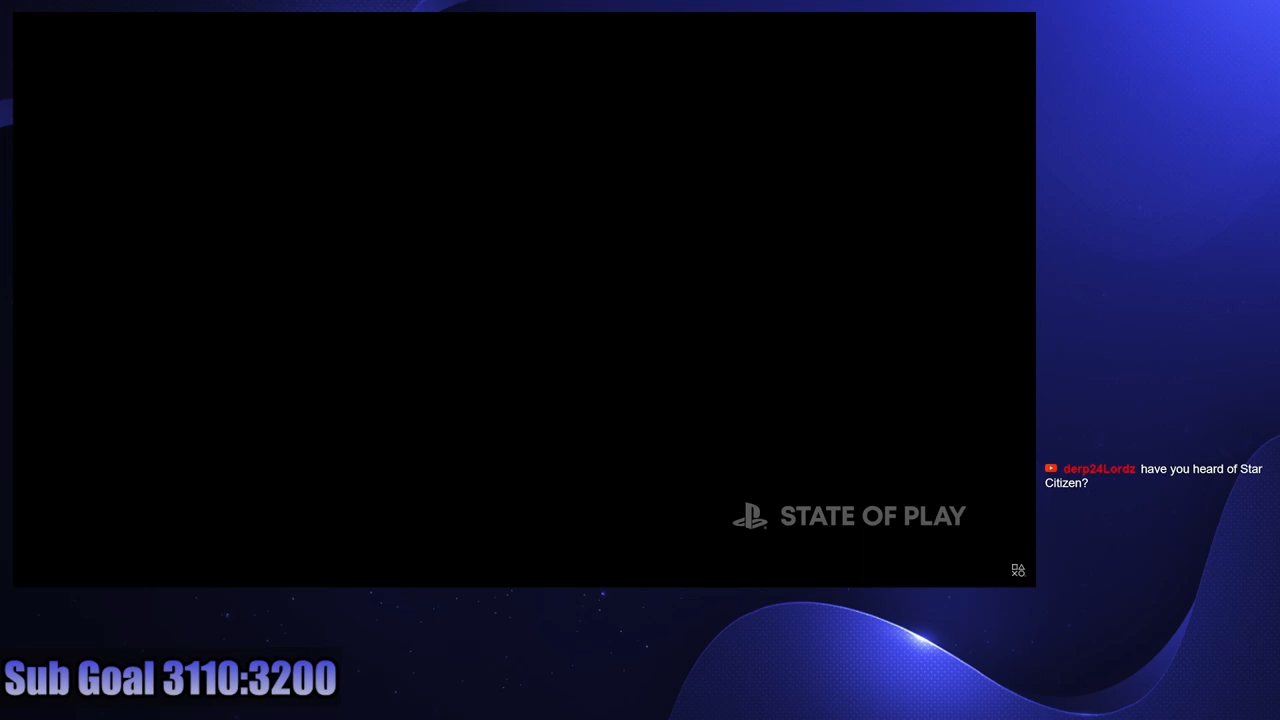 STATE OF PLAY
derp24Lordz have you heard of Star
Citizen?
Sub Goal 3110:3200